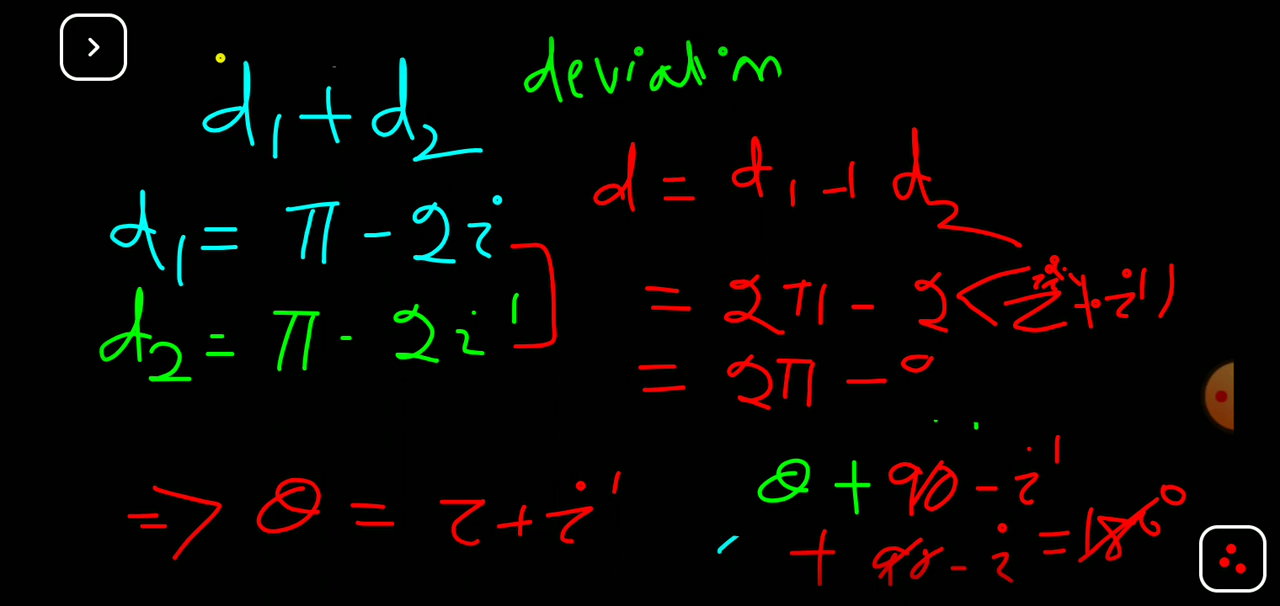 deviation
d₁ + d₂
d = d₁ + d₂
d₁ = π - 2i
= 2π - 2(i + i')
d₂ = π - 2i'
= 2π -
θ + 90 - i'
⇒ θ = i + i'
+ 90 - i = 180°